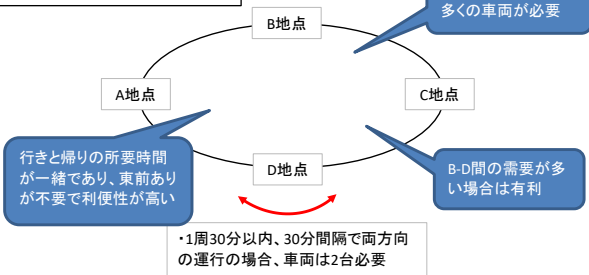 多くの車両が必要
B地点
A地点
C地点
行きと帰りの所要時間
が一緒であり、東前あり
が不要で利便性が高い
D地点
B-D間の需要が多
い場合は有利
・1周30分以内、30分間隔で両方向
の運行の場合、車両は2台必要